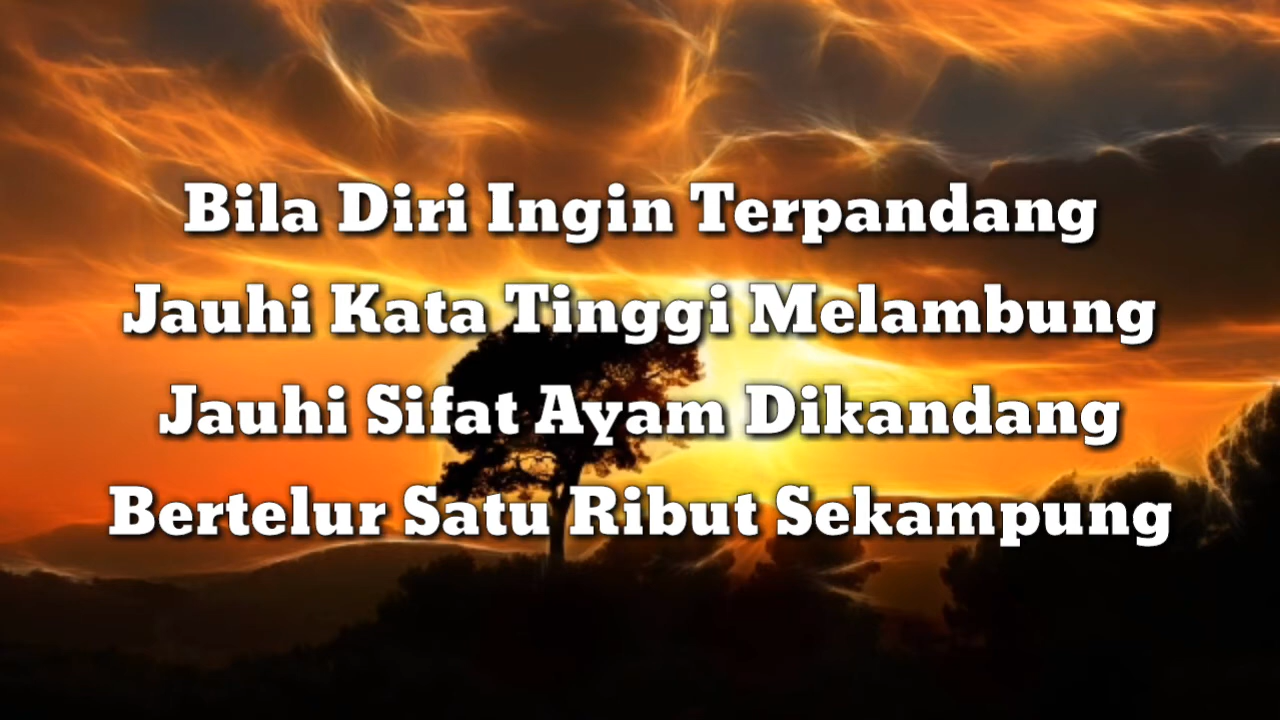 Bila Diri Ingin Terpandang
Jauhi Kata Tinggi Melambung
Jauhi Sifat Ayam Dikandang
Bertelur Satu Ribut Sekampung